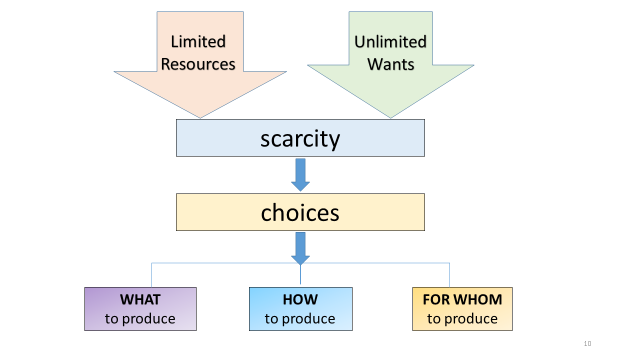 Limited
Resources
Unlimited
Wants
scarcity
choices
WHAT
to produce
HOW
to produce
FOR WHOM
to produce
10